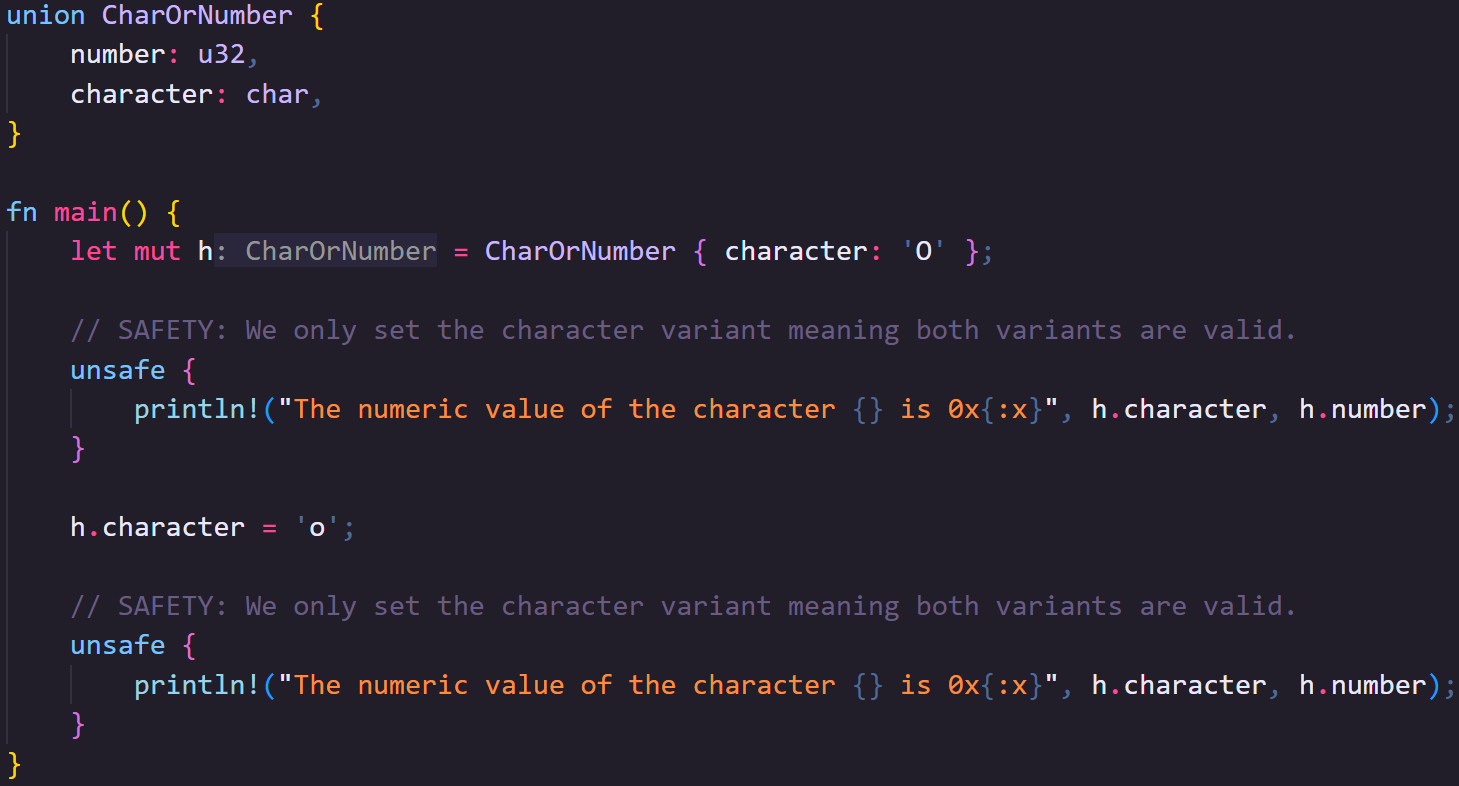 union CharOrNumber {
    number: u32,
    character: char,
}

fn main() {
    let mut h: CharOrNumber = CharOrNumber { character: 'O' };

    // SAFETY: We only set the character variant meaning both variants are valid.
    unsafe {
        println!("The numeric value of the character {} is 0x{:x}", h.character, h.number);
    }

    h.character = 'o';

    // SAFETY: We only set the character variant meaning both variants are valid.
    unsafe {
        println!("The numeric value of the character {} is 0x{:x}", h.character, h.number);
    }
}